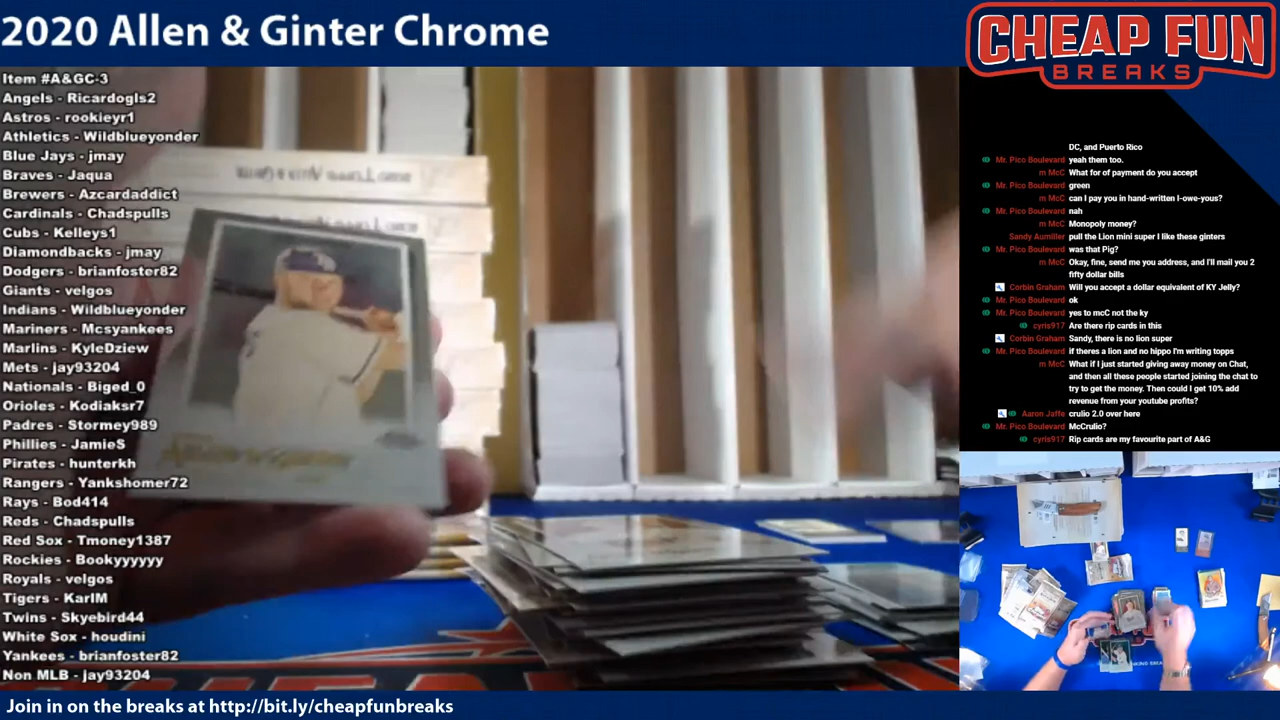 2020 Allen & Ginter Chrome
CHEAP FUN
BREAKS
Item #A&GC-3
Angels - Ricardogls2
Astros - rookieyr1
Athletics - Wildblueyonder
Blue Jays - jmay
Braves - Jaqua
Brewers - Azcardaddict
Cardinals - Chadspulls
Cubs - Kelleys1
Diamondbacks - jmay
Dodgers - brianfoster82
Giants - velgos
Indians - Wildblueyonder
Mariners - Mcsyankees
Marlins - KyleDziew
Mets - jay93204
Nationals - Biged_0
Orioles - Kodiaksr7
Padres - Stormey989
Phillies - JamieS
Pirates - hunterkh
Rangers - Yankshomer72
Rays - Bod414
Reds - Chadspulls
Red Sox - Tmoney1387
Rockies - Bookyyyyyy
Royals - velgos
Tigers - KarlM
Twins - Skyebird44
White Sox - houdini
Yankees - brianfoster82
Non MLB - jay93204
DC, and Puerto Rico
Mr. Pico Boulevard yeah them too.
m McC What for of payment do you accept
Mr. Pico Boulevard green
m McC can I pay you in hand-written I-owe-yous?
Mr. Pico Boulevard nah
m McC Monopoly money?
Sandy Aumiller pull the Lion mini super I like these ginters
Mr. Pico Boulevard was that Pig?
m McC Okay, fine, send me you address, and I'll mail you 2
fifty dollar bills
Corbin Graham Will you accept a dollar equivalent of KY Jelly?
Mr. Pico Boulevard ok
Mr. Pico Boulevard yes to mcC not the ky
cyris917 Are there rip cards in this
Corbin Graham Sandy, there is no lion super
Mr. Pico Boulevard if theres a lion and no hippo I'm writing topps
m McC What if I just started giving away money on Chat,
and then all these people started joining the chat to
try to get the money. Then could I get 10% add
revenue from your youtube profits?
Aaron Jaffe crulio 2.0 over here
Mr. Pico Boulevard McCrulio?
cyris917 Rip cards are my favourite part of A&G
Join in on the breaks at http://bit.ly/cheapfunbreaks